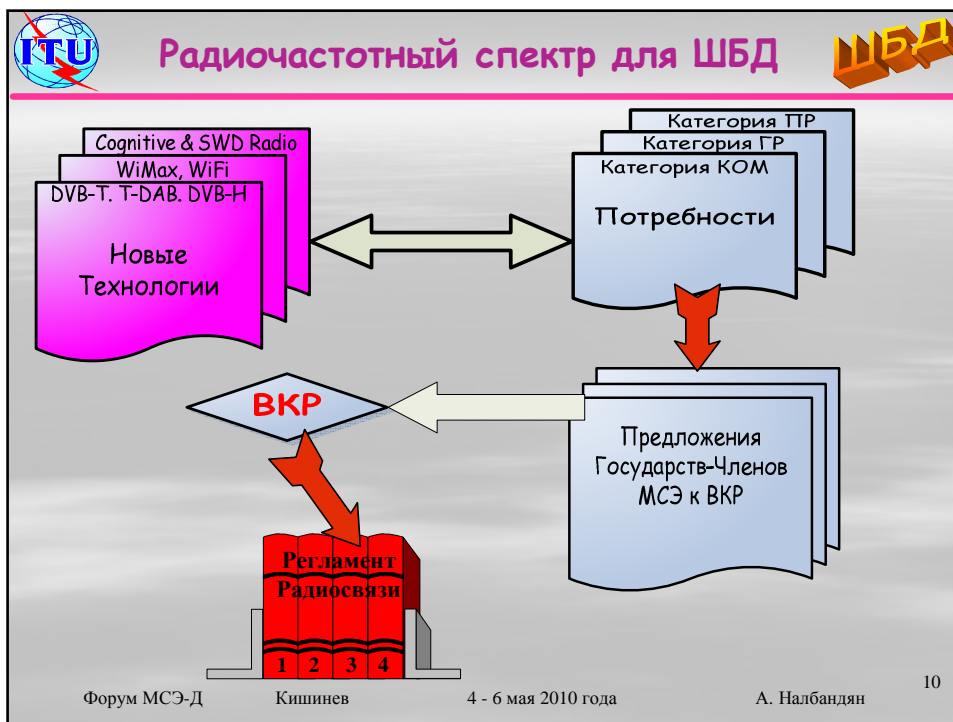 ITU
Радиочастотный спектр для ШБД
ШБД
Cognitive & SWD Radio
WiMax, WiFi
DVB-T. T-DAB. DVB-H
Новые
Технологии
Категория ПР
Категория ГР
Категория КОМ
Потребности
ВКР
Предложения
Государств-Членов
МСЭ к ВКР
Регламент
Радиосвязи
1 2 3 4
Форум МСЭ-Д Кишинев 4 - 6 мая 2010 года А. Налбандян
10